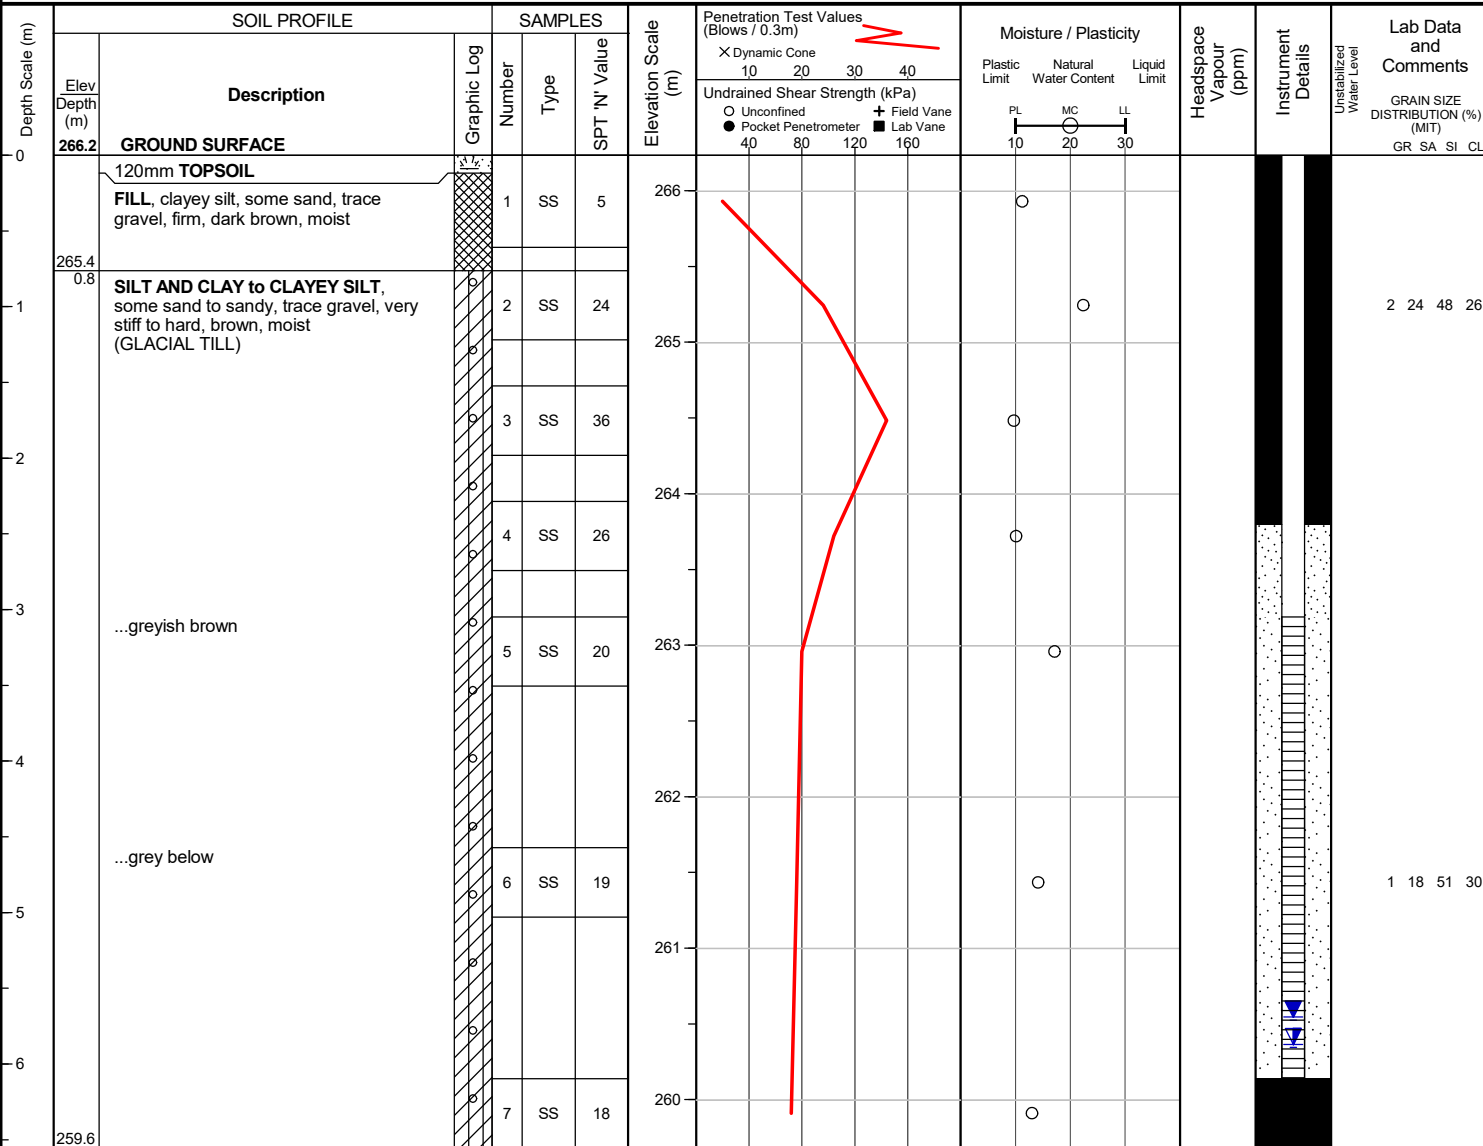 Depth Scale (m)
SOIL PROFILE
Elev
Depth
(m)
Description
Graphic Log
266.2 GROUND SURFACE
SAMPLES
Number
Type
SPT 'N' Value
Elevation Scale
(m)
Penetration Test Values
(Blows / 0.3m)
× Dynamic Cone
10 20 30 40
Undrained Shear Strength (kPa)
Unconfined + Field Vane
Pocket Penetrometer Lab Vane
40 80 120 160
Moisture / Plasticity
Plastic Natural Liquid
Limit Water Content Limit
PL MC LL
10 20 30
Headspace
Vapour
(ppm)
Instrument
Details
Unstabilized
Water Level
Lab Data
and
Comments
GRAIN SIZE
DISTRIBUTION (%)
(MIT)
GR SA SI CL
0
120mm TOPSOIL
FILL, clayey silt, some sand, trace
gravel, firm, dark brown, moist
1 SS 5
266
265.4
0.8
SILT AND CLAY to CLAYEY SILT,
some sand to sandy, trace gravel, very
stiff to hard, brown, moist
(GLACIAL TILL)
1
2 SS 24
2 24 48 26
265
3 SS 36
2
264
4 SS 26
3
...greyish brown
263
5 SS 20
4
262
...grey below
6 SS 19
1 18 51 30
5
261
6
260
7 SS 18
259.6